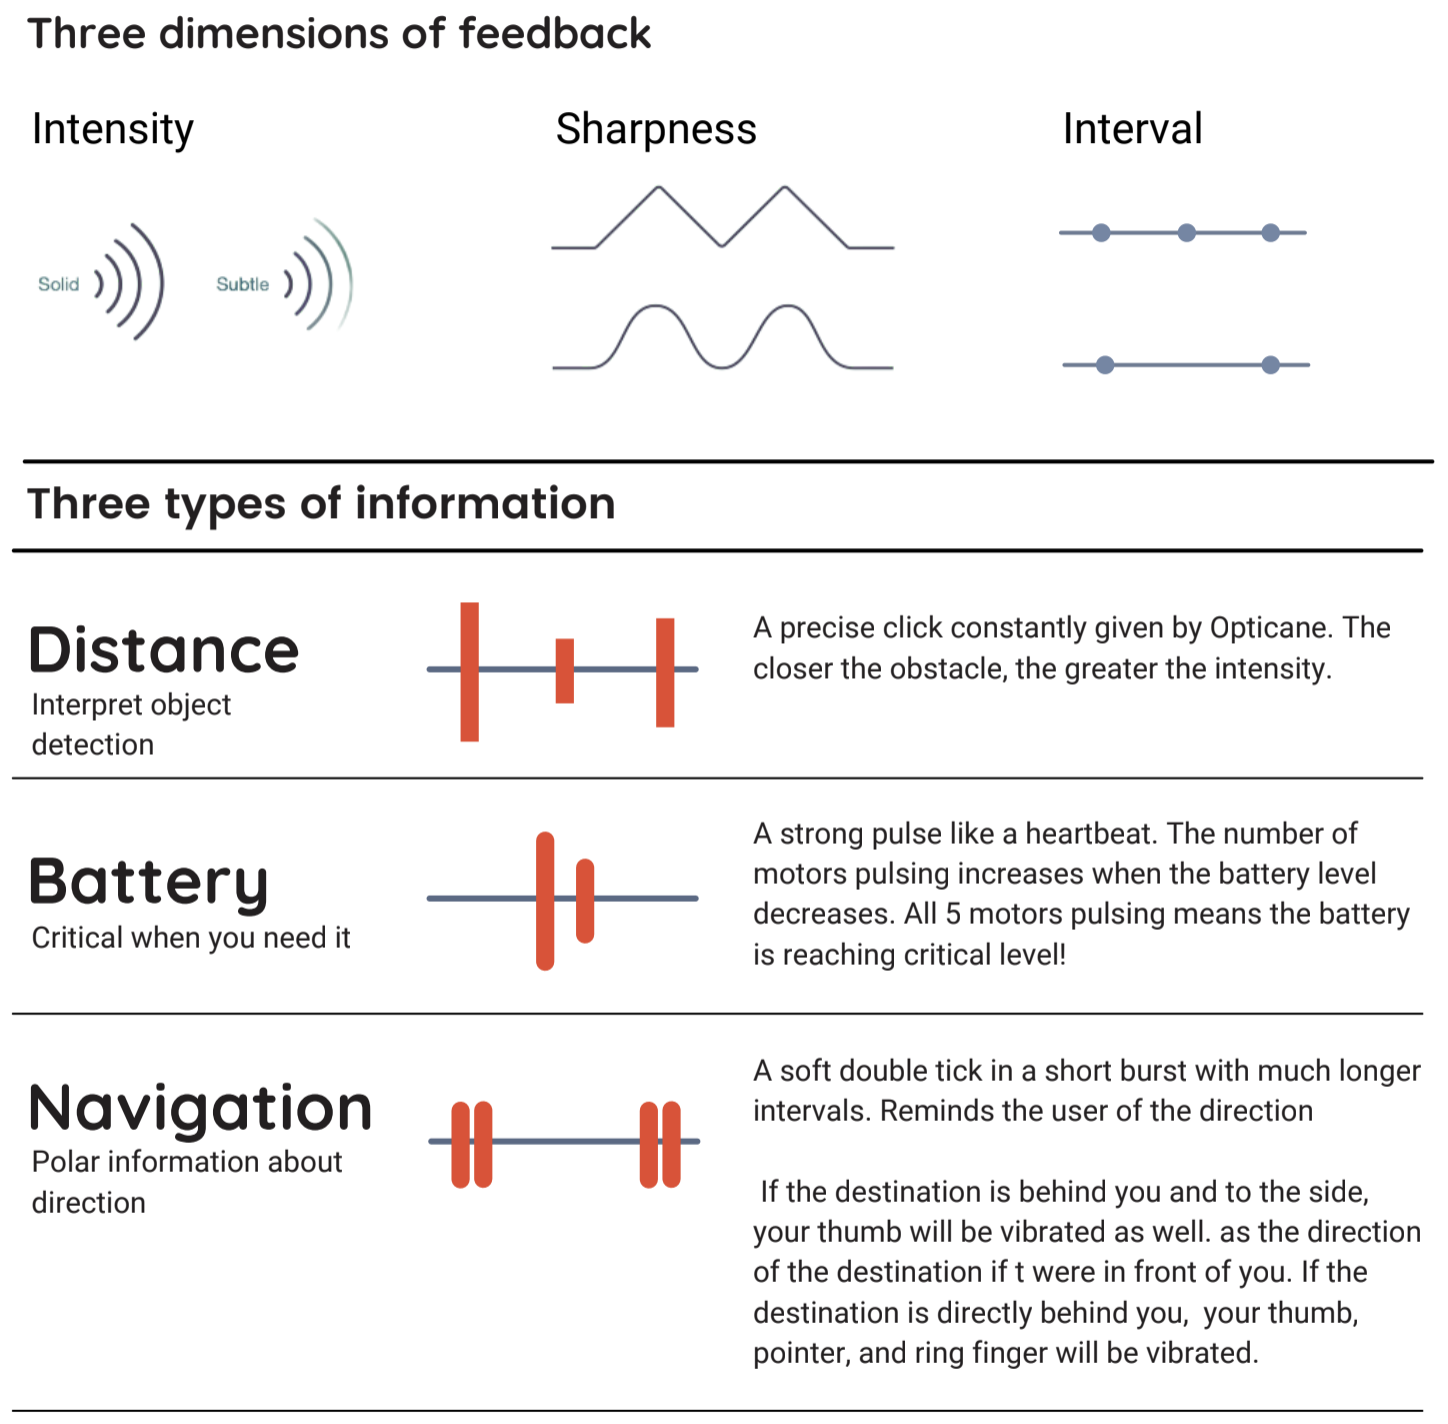 Three dimensions of feedback
Intensity
Sharpness
Interval
Solid
Subtle
Three types of information
Distance
Interpret object
detection
A precise click constantly given by Opticane. The
closer the obstacle, the greater the intensity.
Battery
Critical when you need it
A strong pulse like a heartbeat. The number of
motors pulsing increases when the battery level
decreases. All 5 motors pulsing means the battery
is reaching critical level!
Navigation
Polar information about
direction
A soft double tick in a short burst with much longer
intervals. Reminds the user of the direction
If the destination is behind you and to the side,
your thumb will be vibrated as well. as the direction
of the destination if t were in front of you. If the
destination is directly behind you, your thumb,
pointer, and ring finger will be vibrated.